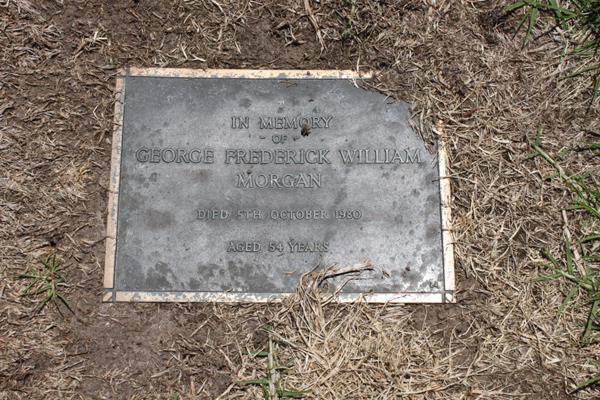 IN MEMORY
- OF -
GEORGE FREDERICK WILLIAM
MORGAN
DIED 5TH OCTOBER 1980
AGED 54 YEARS